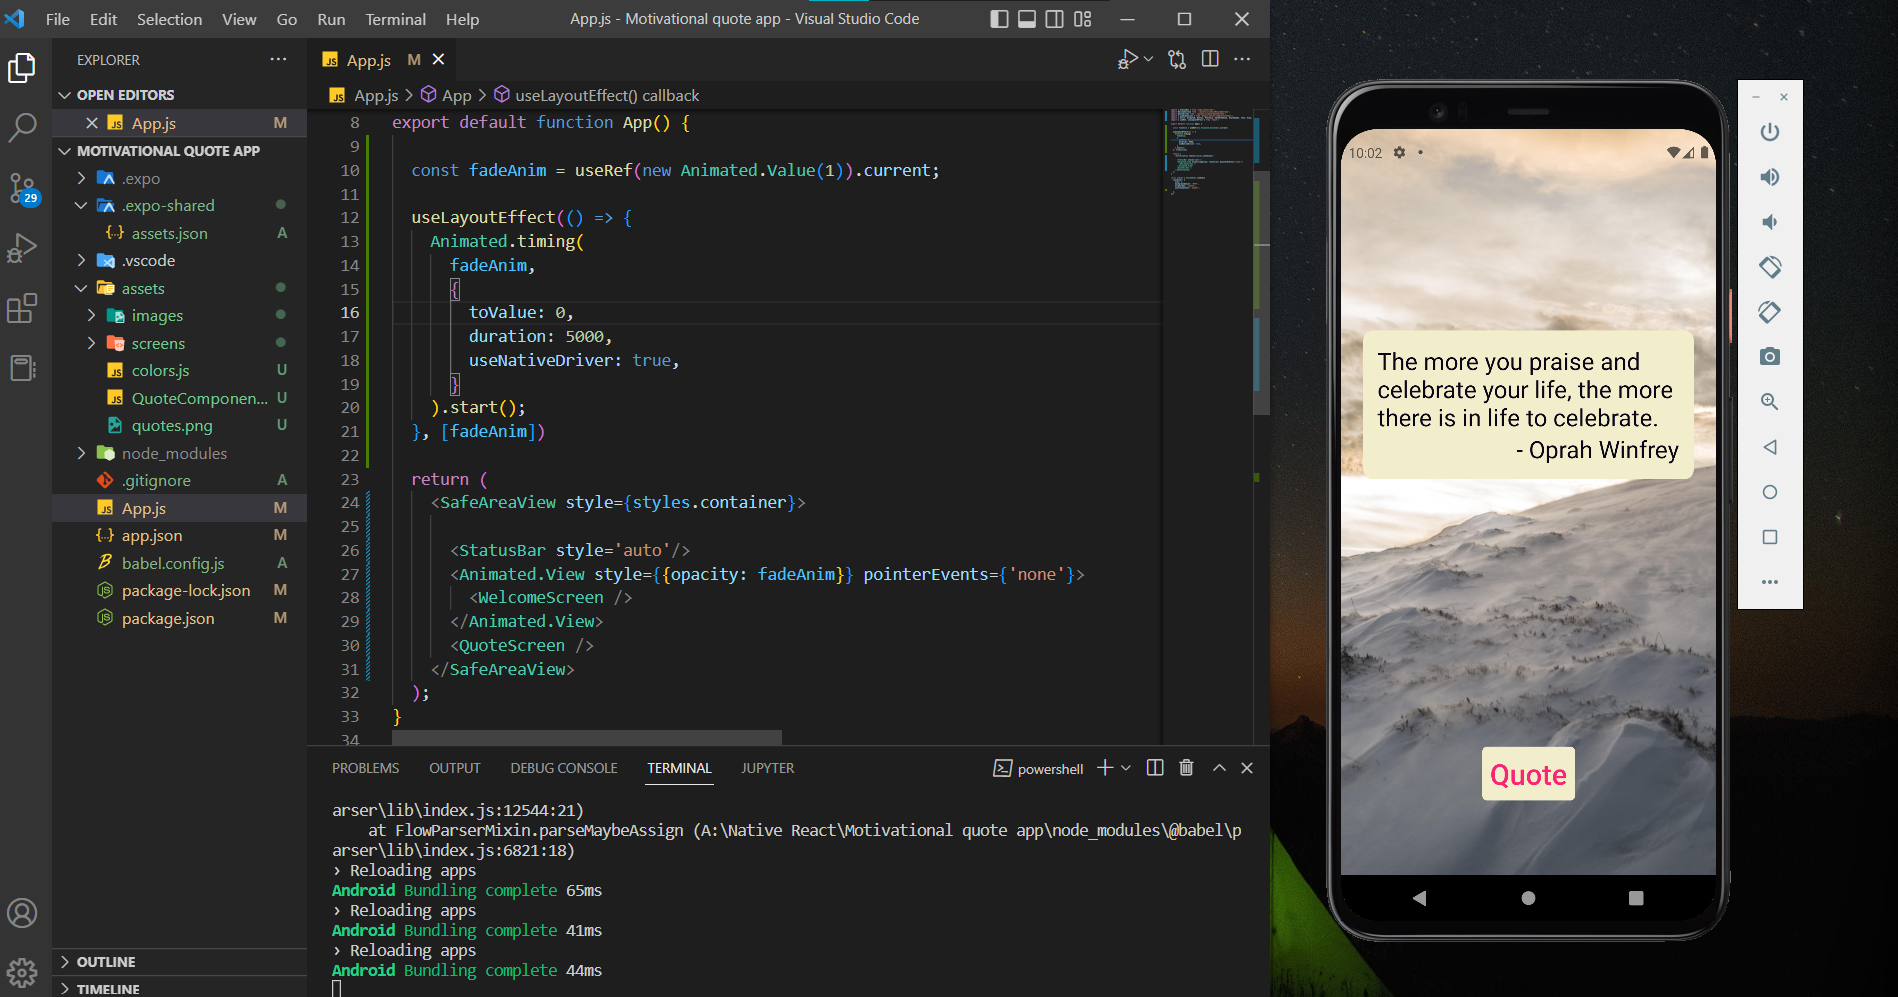 File Edit Selection View Go Run Terminal Help
App.js - Motivational quote app - Visual Studio Code
EXPLORER
OPEN EDITORS
App.js M
MOTIVATIONAL QUOTE APP
.expo
.expo-shared
assets.json A
.vscode
assets
images
screens
colors.js U
QuoteComponen... U
quotes.png U
node_modules
.gitignore A
App.js M
app.json M
babel.config.js A
package-lock.json M
package.json M
OUTLINE
TIMELINE
29
App.js M
App.js > App > useLayoutEffect() callback
8 export default function App() {
9
10 const fadeAnim = useRef(new Animated.Value(1)).current;
11
12 useLayoutEffect(() => {
13 Animated.timing(
14 fadeAnim,
15 {
16 toValue: 0,
17 duration: 5000,
18 useNativeDriver: true,
19 }
20 ).start();
21 }, [fadeAnim])
22
23 return (
24 <SafeAreaView style={styles.container}>
25
26 <StatusBar style='auto'/>
27 <Animated.View style={{opacity: fadeAnim}} pointerEvents={'none'}>
28 <WelcomeScreen />
29 </Animated.View>
30 <QuoteScreen />
31 </SafeAreaView>
32 );
33 }
34
PROBLEMS OUTPUT DEBUG CONSOLE TERMINAL JUPYTER
powershell
arser\lib\index.js:12544:21)
at FlowParserMixin.parseMaybeAssign (A:\Native React\Motivational quote app\node_modules\@babel\p
arser\lib\index.js:6821:18)
› Reloading apps
Android Bundling complete 65ms
› Reloading apps
Android Bundling complete 41ms
› Reloading apps
Android Bundling complete 44ms
10:02
The more you praise and
celebrate your life, the more
there is in life to celebrate.
- Oprah Winfrey
Quote